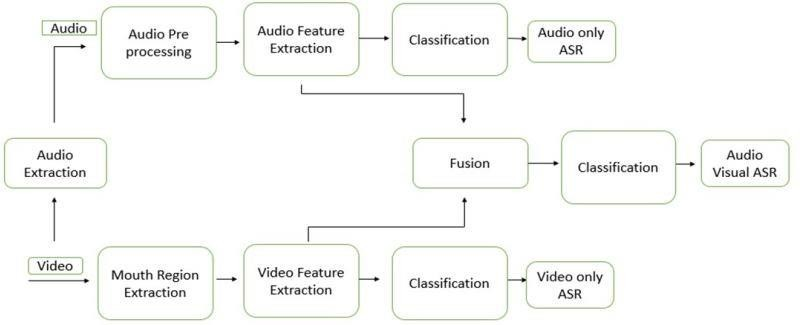 Audio
Audio Pre
processing
Audio Feature
Extraction
Classification
Audio only
ASR
Audio
Extraction
Fusion
Classification
Audio
Visual ASR
Video
Mouth Region
Extraction
Video Feature
Extraction
Classification
Video only
ASR